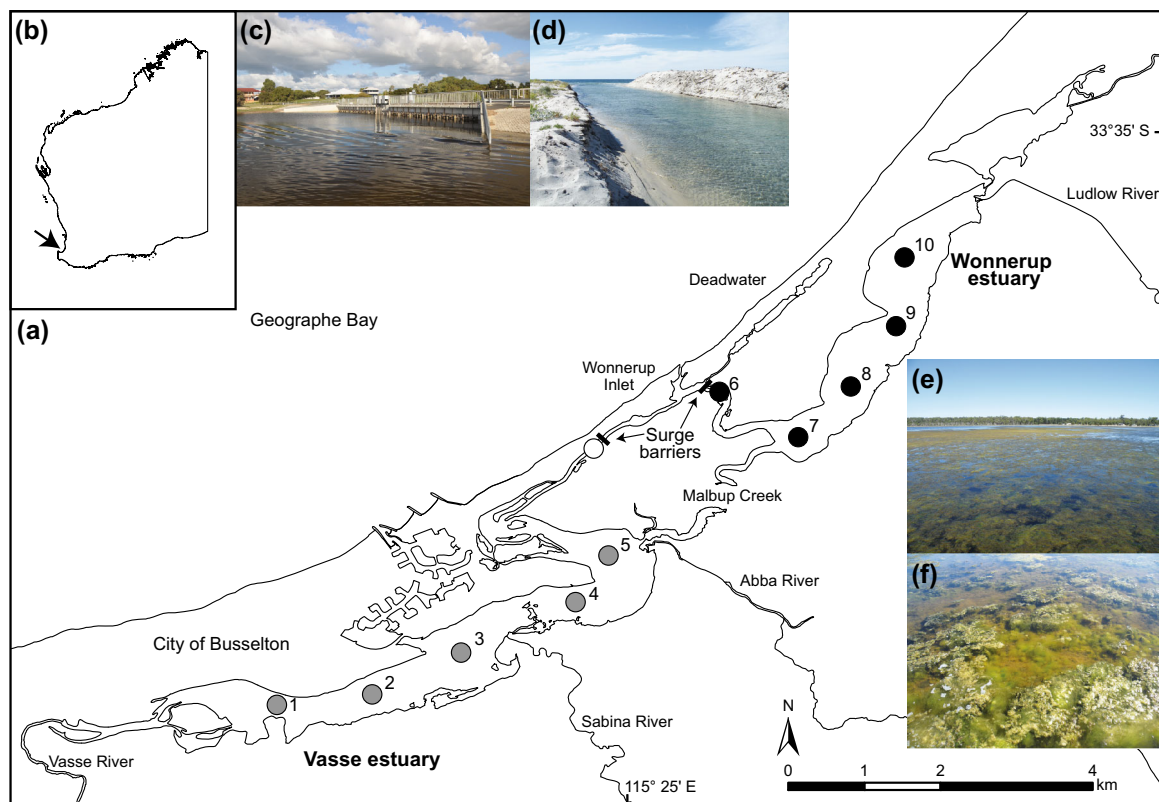 (b)
(c)
(d)
33°35' S
Ludlow River
10
Wonnerup
estuary
Deadwater
9
(a)
Geographe Bay
Wonnerup
Inlet
6
8
(e)
7
Surge
barriers
Malbup Creek
5
Abba River
(f)
4
City of Busselton
3
2
1
Sabina River
N
Vasse River
Vasse estuary
115° 25' E
0
1
2
4
km